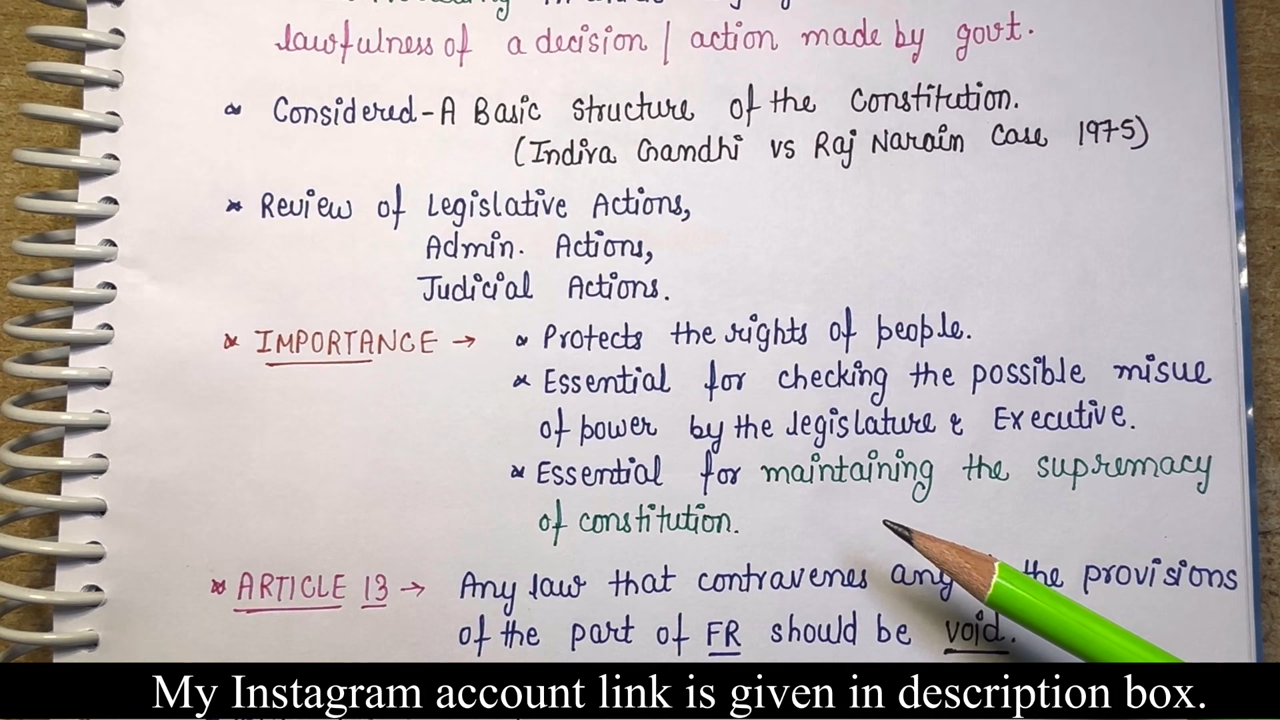 lawfulness of a decision / action made by govt.
* Considered - A Basic structure of the Constitution.
(Indira Gandhi vs Raj Narain Case 1975)
* Review of Legislative Actions,
Admin. Actions,
Judicial Actions.
* IMPORTANCE → * Protects the rights of people.
* Essential for checking the possible misue
of power by the legislature & Executive.
* Essential for maintaining the supremacy
of constitution.
* ARTICLE 13 → Any law that contravenes any the provisions
of the part of FR should be void.
My Instagram account link is given in description box.